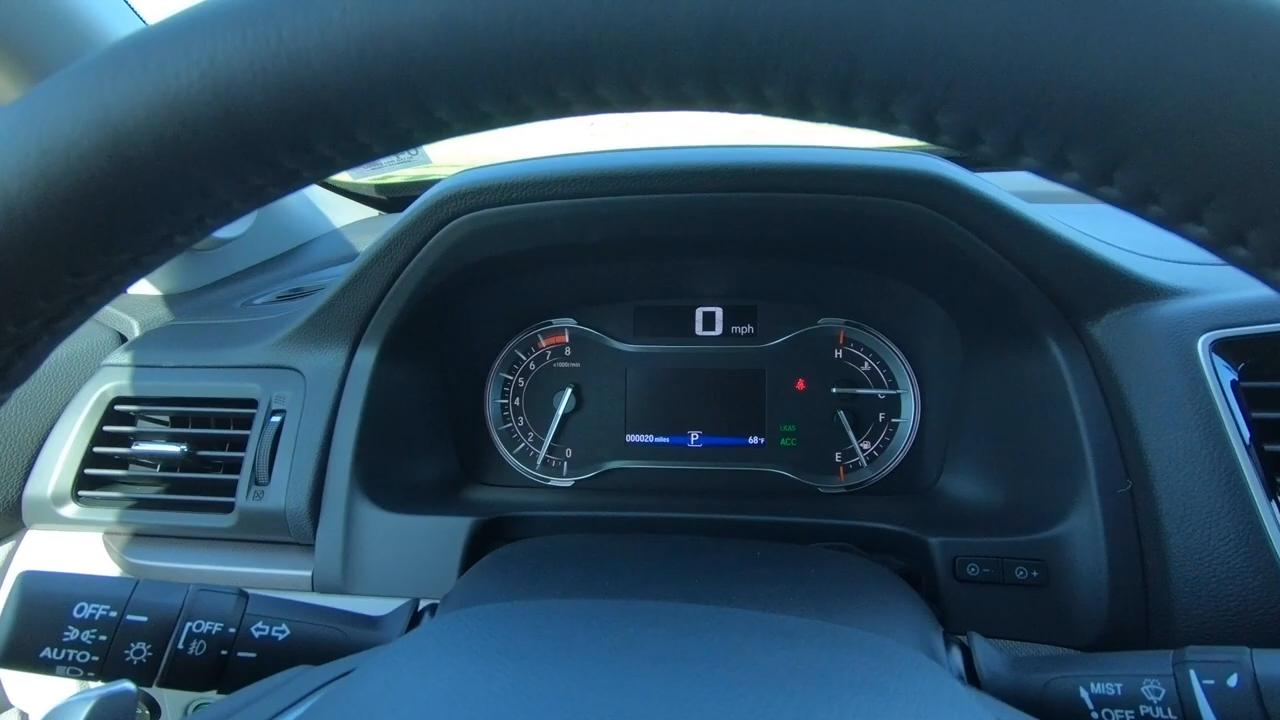 0 mph
8
7
6
x1000r/min
5
4
3
2
0
H
C
F
E
LKAS
ACC
000020 miles P 68°F
OFF
AUTO
OFF
- +
MIST
OFF PULL